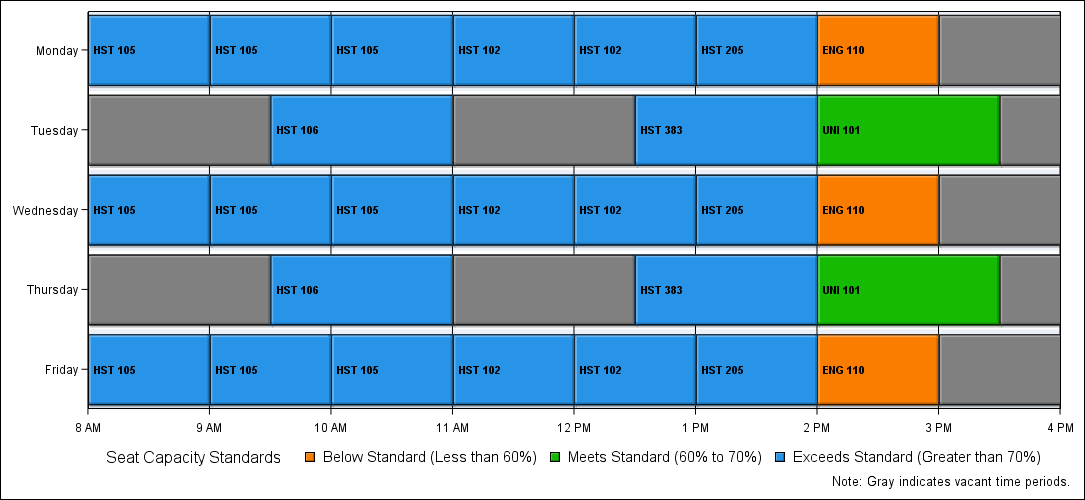 Monday HST 105 HST 105 HST 105 HST 102 HST 102 HST 205 ENG 110
Tuesday HST 106 HST 383 UNI 101
Wednesday HST 105 HST 105 HST 105 HST 102 HST 102 HST 205 ENG 110
Thursday HST 106 HST 383 UNI 101
Friday HST 105 HST 105 HST 105 HST 102 HST 102 HST 205 ENG 110
8 AM 9 AM 10 AM 11 AM 12 PM 1 PM 2 PM 3 PM 4 PM
Seat Capacity Standards Below Standard (Less than 60%) Meets Standard (60% to 70%) Exceeds Standard (Greater than 70%)
Note: Gray indicates vacant time periods.